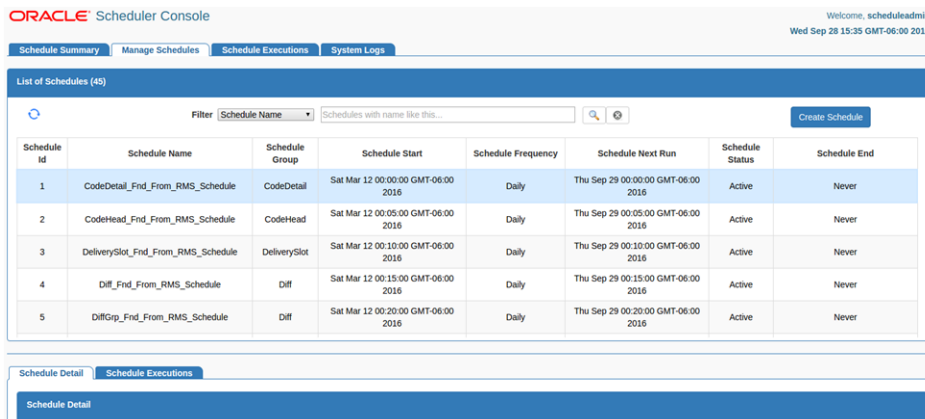 ORACLE® Scheduler Console
Welcome, scheduleadmi
Wed Sep 28 15:35 GMT-06:00 201
Schedule Summary Manage Schedules Schedule Executions System Logs
List of Schedules (45)
Filter Schedule Name Schedules with name like this... Create Schedule
Schedule Id Schedule Name Schedule Group Schedule Start Schedule Frequency Schedule Next Run Schedule Status Schedule End
1 CodeDetail_Fnd_From_RMS_Schedule CodeDetail Sat Mar 12 00:00:00 GMT-06:00 2016 Daily Thu Sep 29 00:00:00 GMT-06:00 2016 Active Never
2 CodeHead_Fnd_From_RMS_Schedule CodeHead Sat Mar 12 00:05:00 GMT-06:00 2016 Daily Thu Sep 29 00:05:00 GMT-06:00 2016 Active Never
3 DeliverySlot_Fnd_From_RMS_Schedule DeliverySlot Sat Mar 12 00:10:00 GMT-06:00 2016 Daily Thu Sep 29 00:10:00 GMT-06:00 2016 Active Never
4 Diff_Fnd_From_RMS_Schedule Diff Sat Mar 12 00:15:00 GMT-06:00 2016 Daily Thu Sep 29 00:15:00 GMT-06:00 2016 Active Never
5 DiffGrp_Fnd_From_RMS_Schedule Diff Sat Mar 12 00:20:00 GMT-06:00 2016 Daily Thu Sep 29 00:20:00 GMT-06:00 2016 Active Never
Schedule Detail Schedule Executions
Schedule Detail